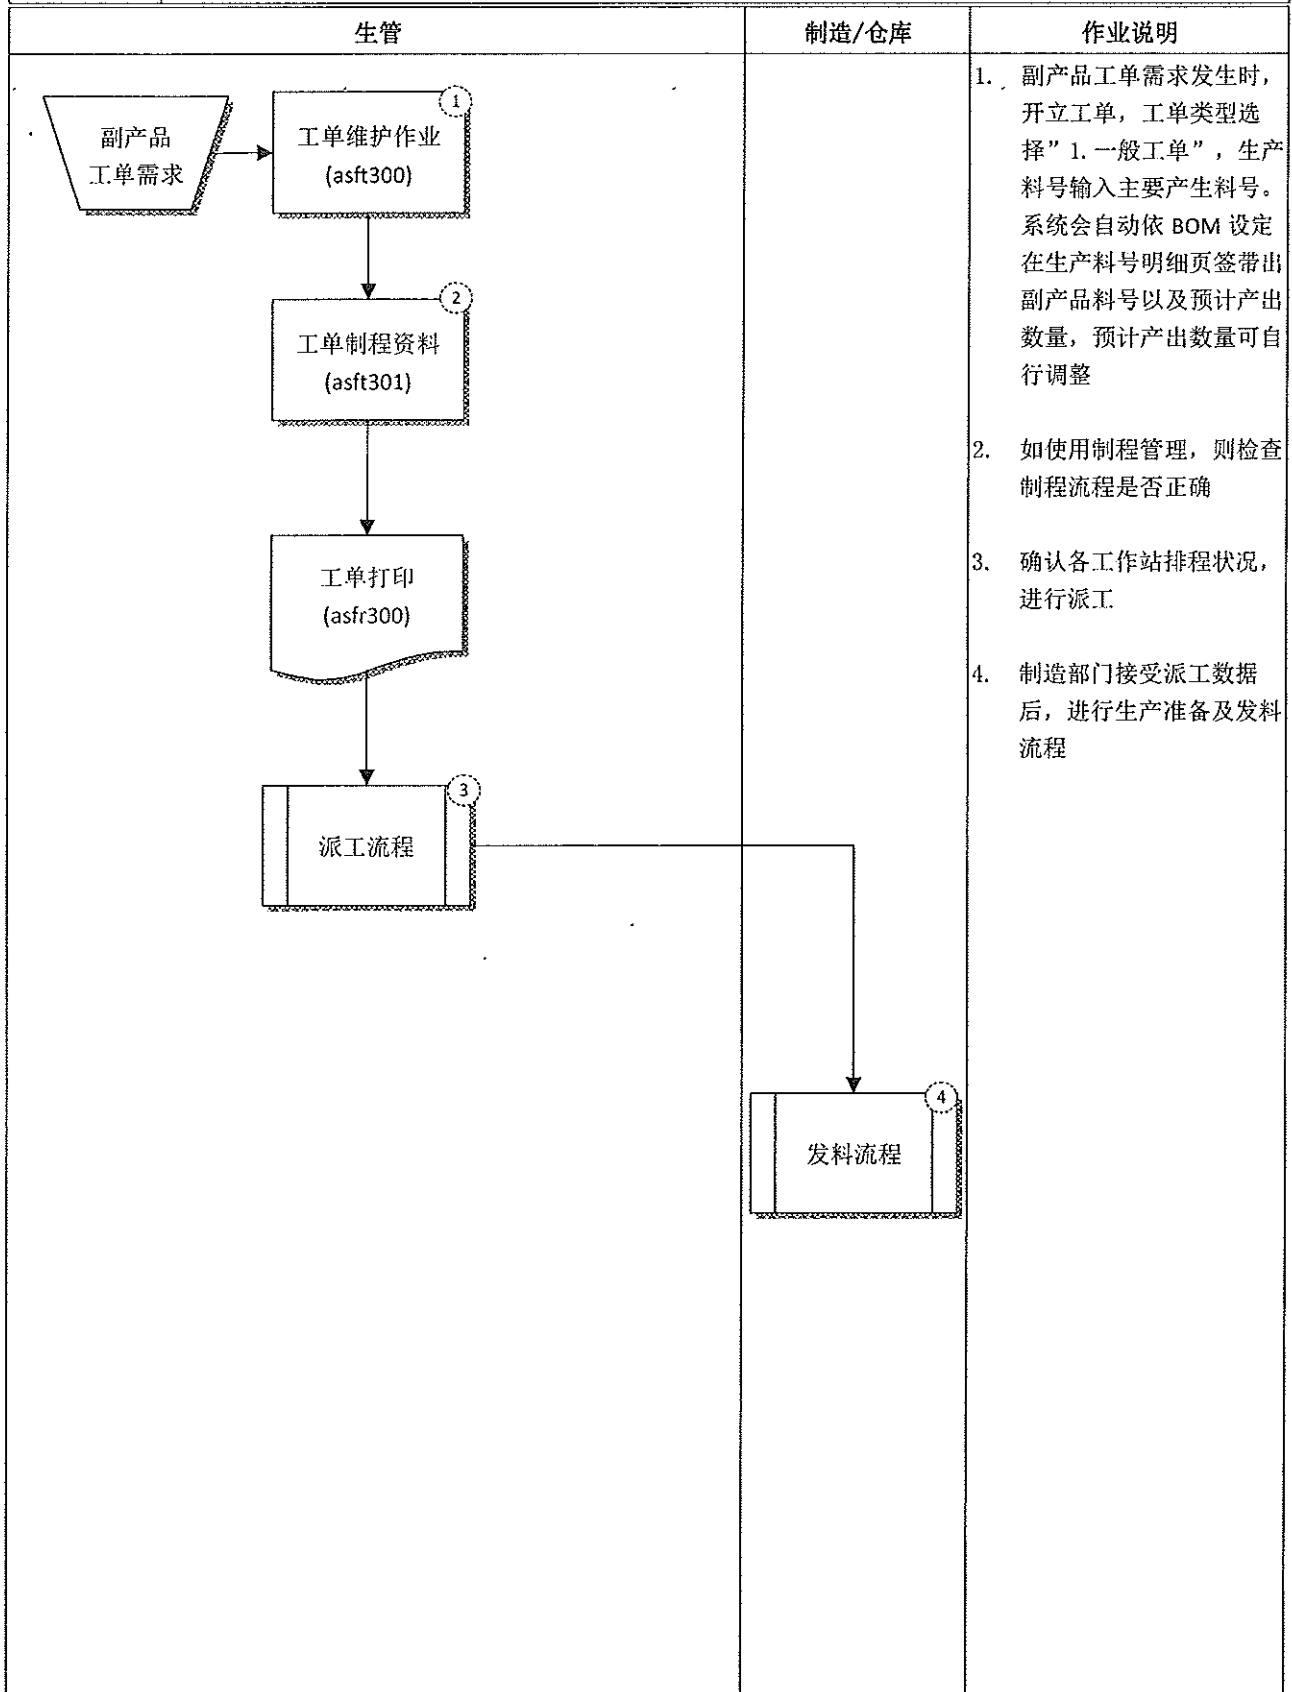 生管
制造/仓库
作业说明
副产品
工单需求
1
工单维护作业
(asft300)
2
工单制程资料
(asft301)
工单打印
(asfr300)
3
派工流程
4
发料流程
1. 副产品工单需求发生时，
开立工单，工单类型选
择”1.一般工单”，生产
料号输入主要产生料号。
系统会自动依 BOM 设定
在生产料号明细页签带出
副产品料号以及预计产出
数量，预计产出数量可自
行调整
2. 如使用制程管理，则检查
制程流程是否正确
3. 确认各工作站排程状况，
进行派工
4. 制造部门接受派工数据
后，进行生产准备及发料
流程